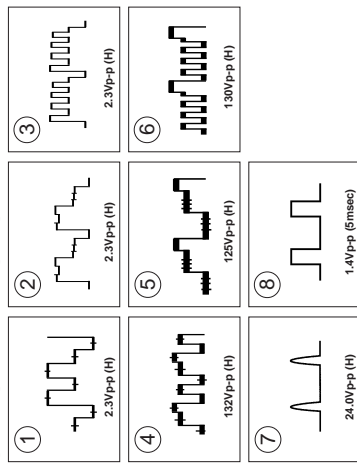 1
2.3Vp-p (H)
2
2.3Vp-p (H)
3
2.3Vp-p (H)
4
132Vp-p (H)
5
125Vp-p (H)
6
130Vp-p (H)
7
24.0Vp-p (H)
8
1.4Vp-p (5msec)